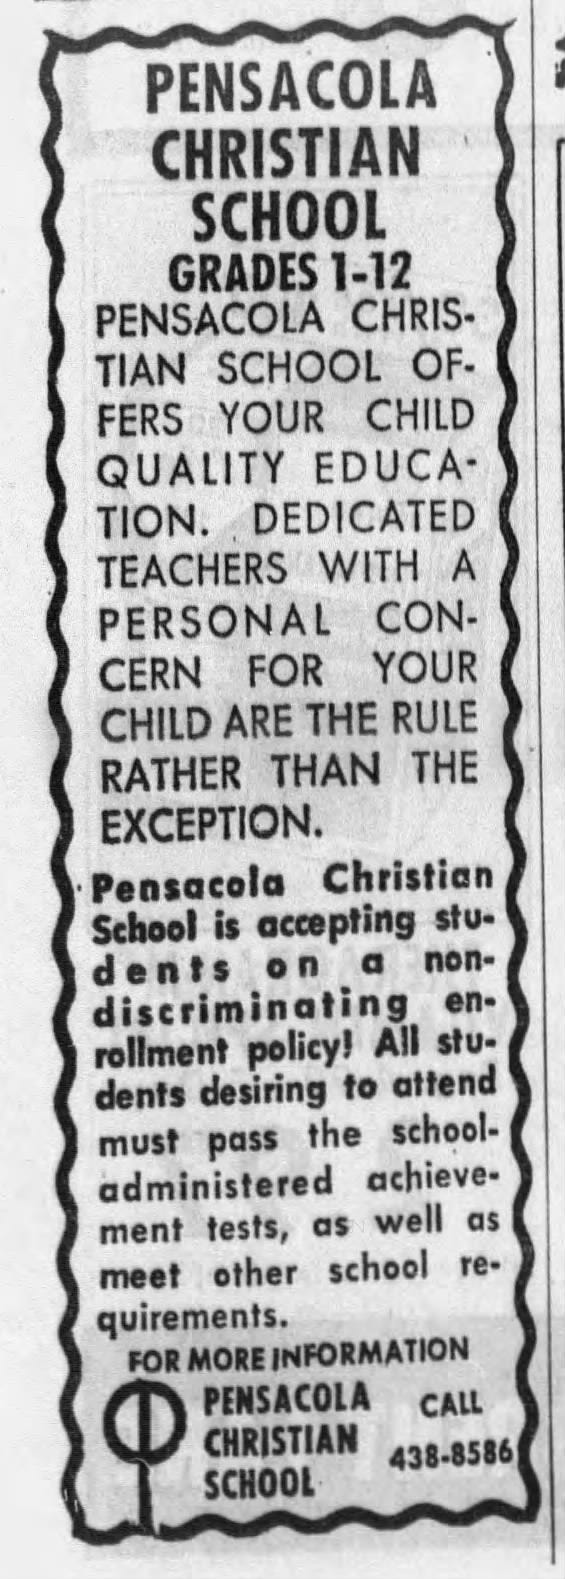 PENSACOLA
CHRISTIAN
SCHOOL
GRADES 1-12
PENSACOLA CHRIS-
TIAN SCHOOL OF-
FERS YOUR CHILD
QUALITY EDUCA-
TION. DEDICATED
TEACHERS WITH A
PERSONAL CON-
CERN FOR YOUR
CHILD ARE THE RULE
RATHER THAN THE
EXCEPTION.
Pensacola Christian
School is accepting stu-
dents on a non-
discriminating en-
rollment policy! All stu-
dents desiring to attend
must pass the school-
administered achieve-
ment tests, as well as
meet other school re-
quirements.
FOR MORE INFORMATION
PENSACOLA
CHRISTIAN
SCHOOL
CALL
438-8586